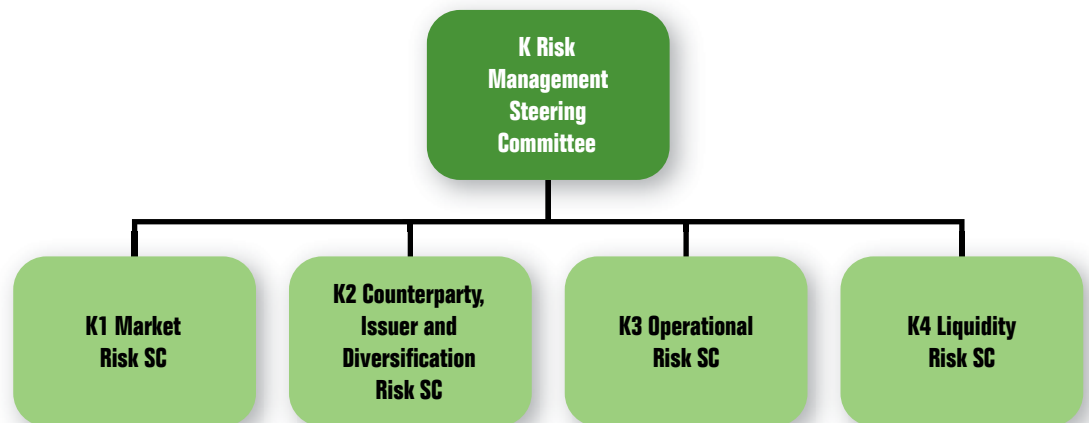 K Risk
Management
Steering
Committee
K1 Market
Risk SC
K2 Counterparty,
Issuer and
Diversification
Risk SC
K3 Operational
Risk SC
K4 Liquidity
Risk SC